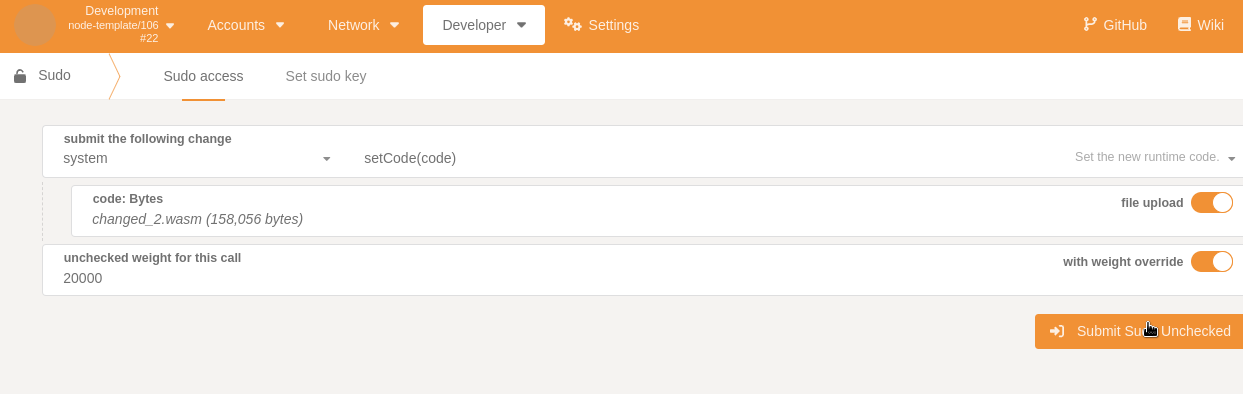 Development
node-template/106
#22
Accounts
Network
Developer
Settings
GitHub
Wiki
Sudo
Sudo access
Set sudo key
submit the following change
system
setCode(code)
Set the new runtime code.
code: Bytes
changed_2.wasm (158,056 bytes)
file upload
unchecked weight for this call
20000
with weight override
Submit Sudo Unchecked